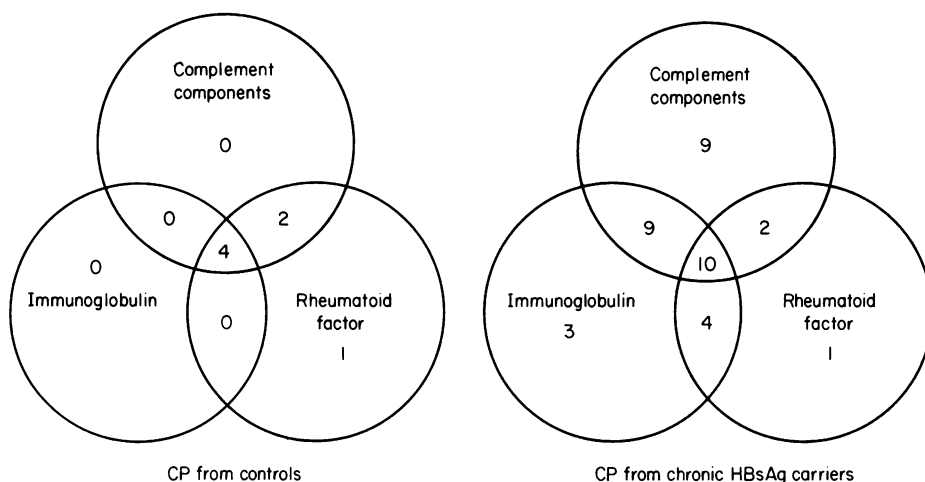 Complement
components
0
0
2
4
0
Immunoglobulin
0
Rheumatoid
factor
1
CP from controls
Complement
components
9
9
2
10
Immunoglobulin
3
4
Rheumatoid
factor
1
CP from chronic HBsAg carriers